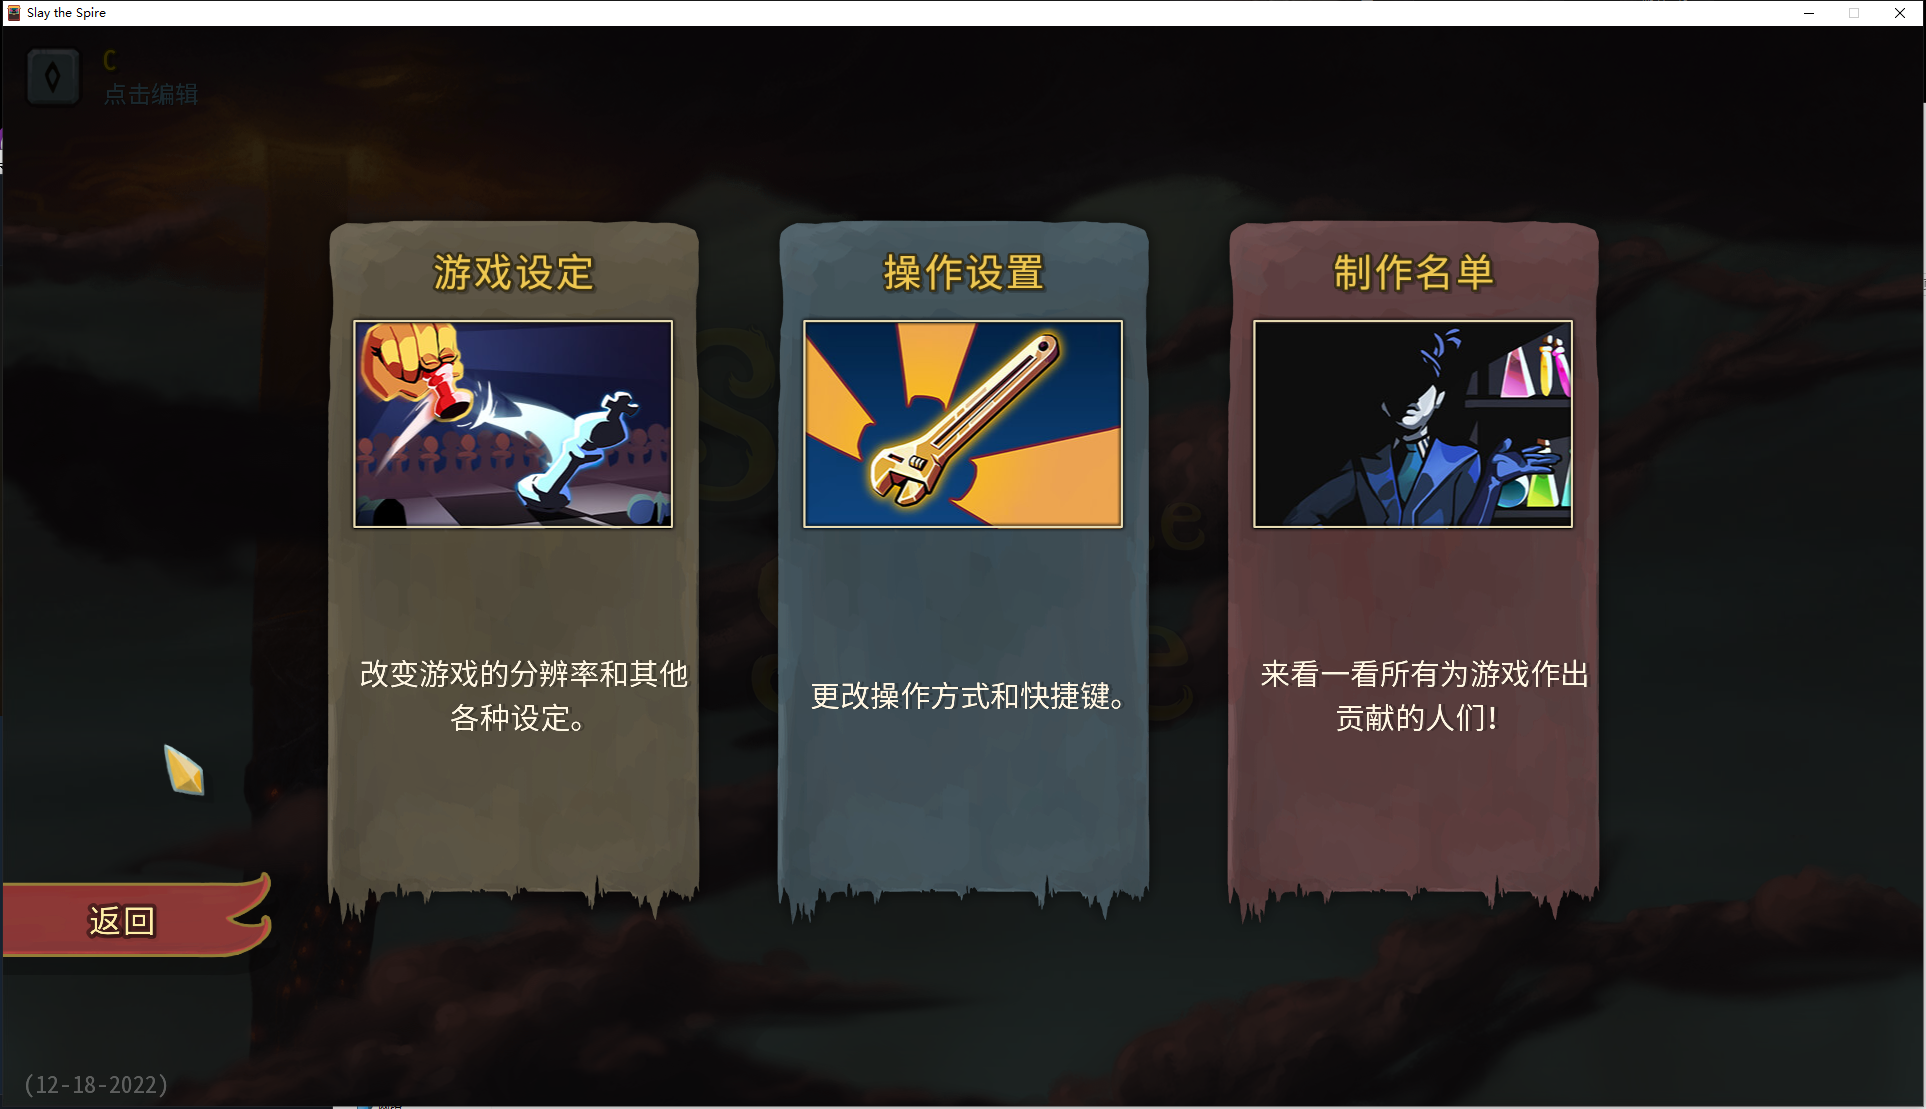 Slay the Spire
C
点击编辑
游戏设定
操作设置
制作名单
改变游戏的分辨率和其他
各种设定。
更改操作方式和快捷键。
来看一看所有为游戏作出
贡献的人们！
返回
(12-18-2022)